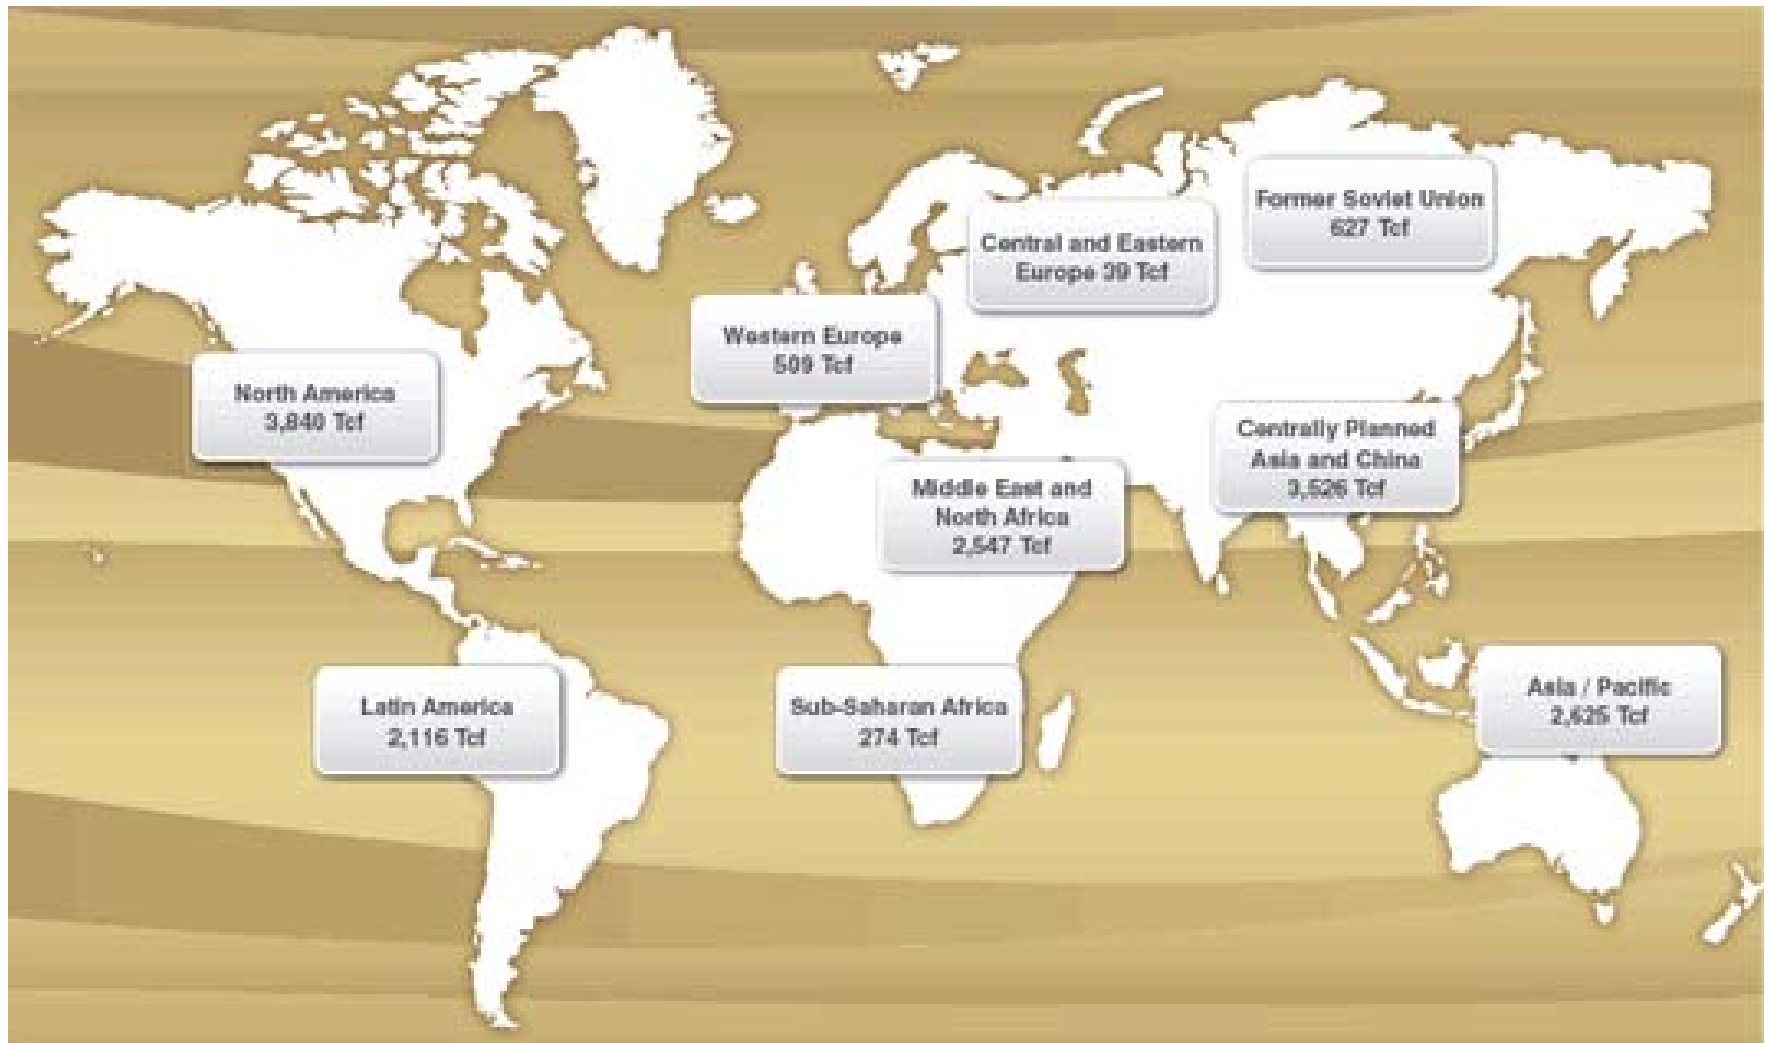 Former Soviet Union
627 Tcf
Central and Eastern
Europe 39 Tcf
Western Europe
509 Tcf
North America
3,840 Tcf
Centrally Planned
Asia and China
3,526 Tcf
Middle East and
North Africa
2,547 Tcf
Latin America
2,116 Tcf
Sub-Saharan Africa
274 Tcf
Asia / Pacific
2,625 Tcf